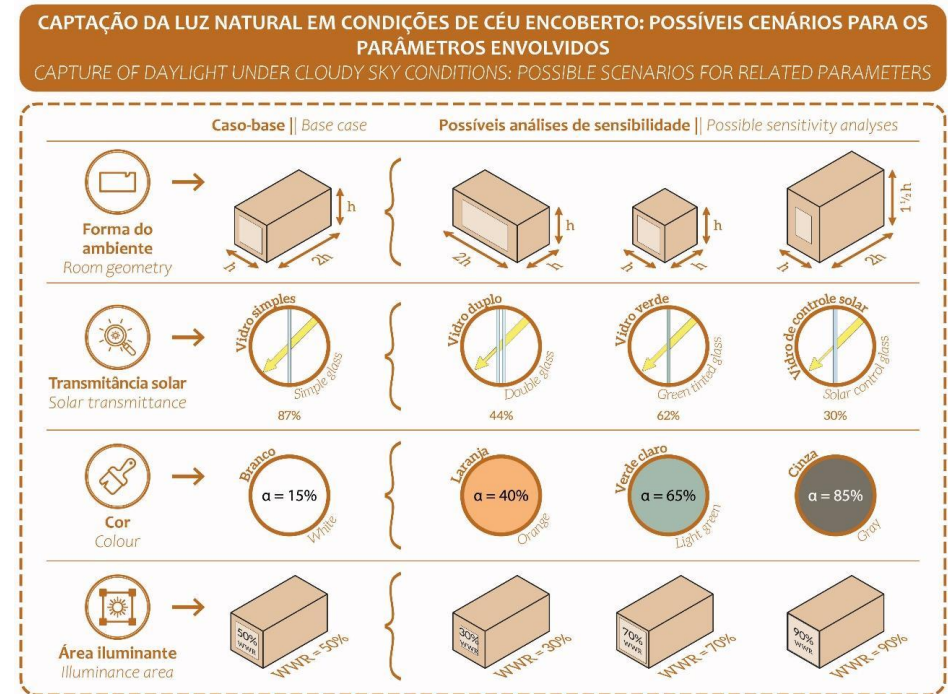 CAPTAÇÃO DA LUZ NATURAL EM CONDIÇÕES DE CÉU ENCOBERTO: POSSÍVEIS CENÁRIOS PARA OS
PARÂMETROS ENVOLVIDOS
CAPTURE OF DAYLIGHT UNDER CLOUDY SKY CONDITIONS: POSSIBLE SCENARIOS FOR RELATED PARAMETERS
Caso-base || Base case
Possíveis análises de sensibilidade || Possible sensitivity analyses
Forma do
ambiente
Room geometry
h
h
2h
h
2h
h
h
h
h
1 ½ h
h
2h
Transmitância solar
Solar transmittance
Vidro simples
Simple glass
87%
Vidro duplo
Double glass
44%
Vidro verde
Green tinted glass
62%
Vidro de controle solar
Solar control glass
30%
Cor
Colour
Branco
α = 15%
White
Laranja
α = 40%
Orange
Verde claro
α = 65%
Light green
Cinza
α = 85%
Gray
Área iluminante
Illuminance area
50%
WWR
WWR = 50%
30%
WWR
WWR = 30%
70%
WWR
WWR = 70%
90%
WWR
WWR = 90%